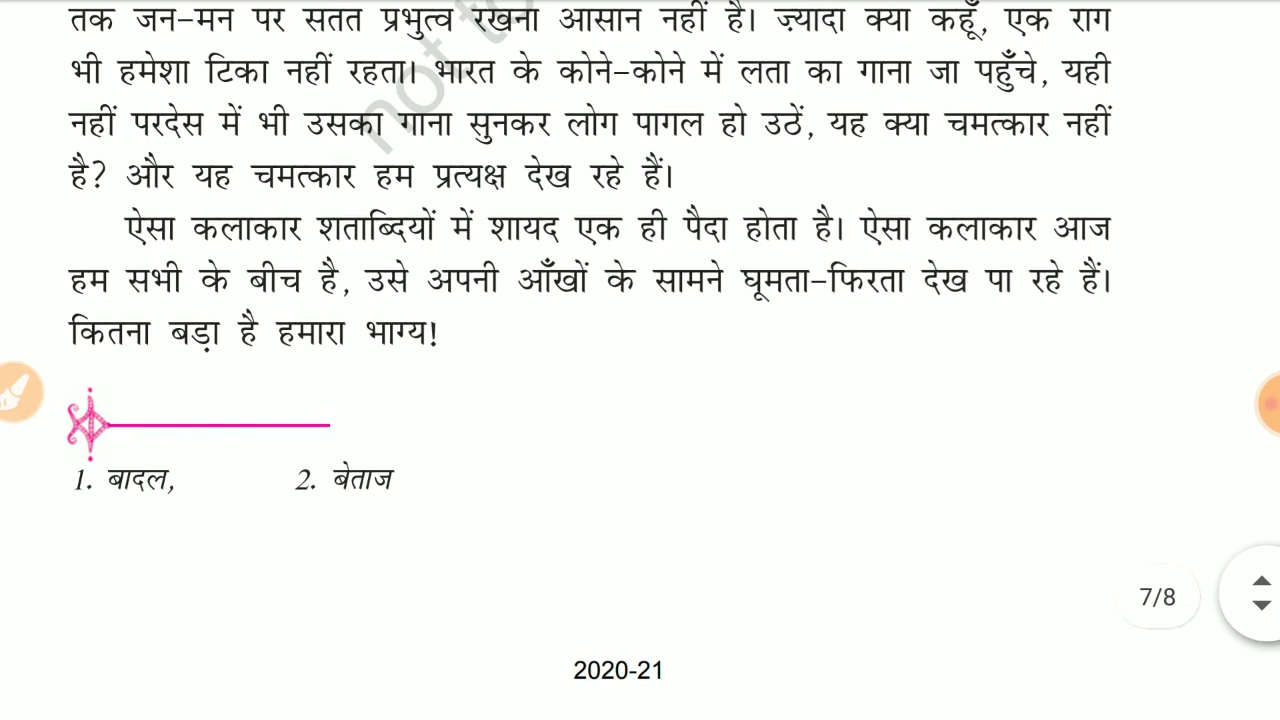 तक जन-मन पर सतत प्रभुत्व रखना आसान नहीं है। ज़्यादा क्या कहूँ, एक राग
भी हमेशा टिका नहीं रहता। भारत के कोने-कोने में लता का गाना जा पहुँचे, यही
नहीं परदेस में भी उसका गाना सुनकर लोग पागल हो उठें, यह क्या चमत्कार नहीं
है? और यह चमत्कार हम प्रत्यक्ष देख रहे हैं।
ऐसा कलाकार शताब्दियों में शायद एक ही पैदा होता है। ऐसा कलाकार आज
हम सभी के बीच है, उसे अपनी आँखों के सामने घूमता-फिरता देख पा रहे हैं।
कितना बड़ा है हमारा भाग्य!
1. बादल, 2. बेताज
7/8
2020-21
not to